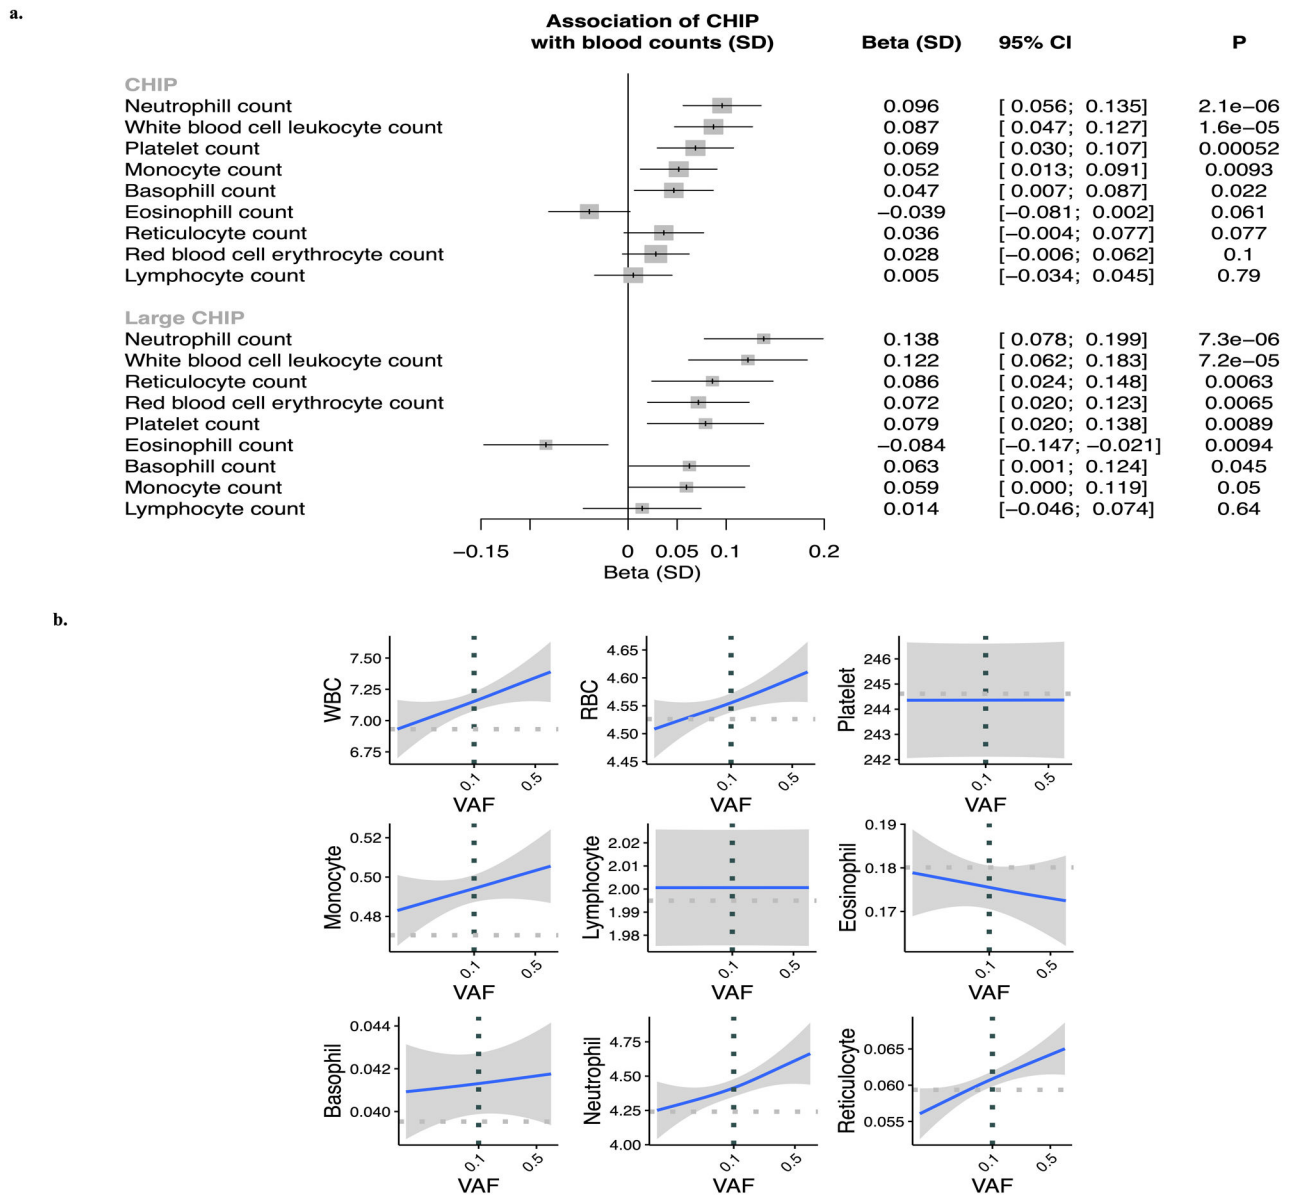 a.
Association of CHIP
with blood counts (SD) Beta (SD) 95% CI P
CHIP
Neutrophill count 0.096 [ 0.056; 0.135] 2.1e−06
White blood cell leukocyte count 0.087 [ 0.047; 0.127] 1.6e−05
Platelet count 0.069 [ 0.030; 0.107] 0.00052
Monocyte count 0.052 [ 0.013; 0.091] 0.0093
Basophill count 0.047 [ 0.007; 0.087] 0.022
Eosinophill count −0.039 [−0.081; 0.002] 0.061
Reticulocyte count 0.036 [−0.004; 0.077] 0.077
Red blood cell erythrocyte count 0.028 [−0.006; 0.062] 0.1
Lymphocyte count 0.005 [−0.034; 0.045] 0.79
Large CHIP
Neutrophill count 0.138 [ 0.078; 0.199] 7.3e−06
White blood cell leukocyte count 0.122 [ 0.062; 0.183] 7.2e−05
Reticulocyte count 0.086 [ 0.024; 0.148] 0.0063
Red blood cell erythrocyte count 0.072 [ 0.020; 0.123] 0.0065
Platelet count 0.079 [ 0.020; 0.138] 0.0089
Eosinophill count −0.084 [−0.147; −0.021] 0.0094
Basophill count 0.063 [ 0.001; 0.124] 0.045
Monocyte count 0.059 [ 0.000; 0.119] 0.05
Lymphocyte count 0.014 [−0.046; 0.074] 0.64
−0.15 0 0.05 0.1 0.2
Beta (SD)
b.
WBC
7.50
7.25
7.00
6.75
0.1 0.5
VAF
RBC
4.65
4.60
4.55
4.50
4.45
0.1 0.5
VAF
Platelet
246
245
244
243
242
0.1 0.5
VAF
Monocyte
0.52
0.50
0.48
0.1 0.5
VAF
Lymphocyte
2.02
2.01
2.00
1.99
1.98
0.1 0.5
VAF
Eosinophil
0.19
0.18
0.17
0.1 0.5
VAF
Basophil
0.044
0.042
0.040
0.1 0.5
VAF
Neutrophil
4.75
4.50
4.25
4.00
0.1 0.5
VAF
Reticulocyte
0.065
0.060
0.055
0.1 0.5
VAF